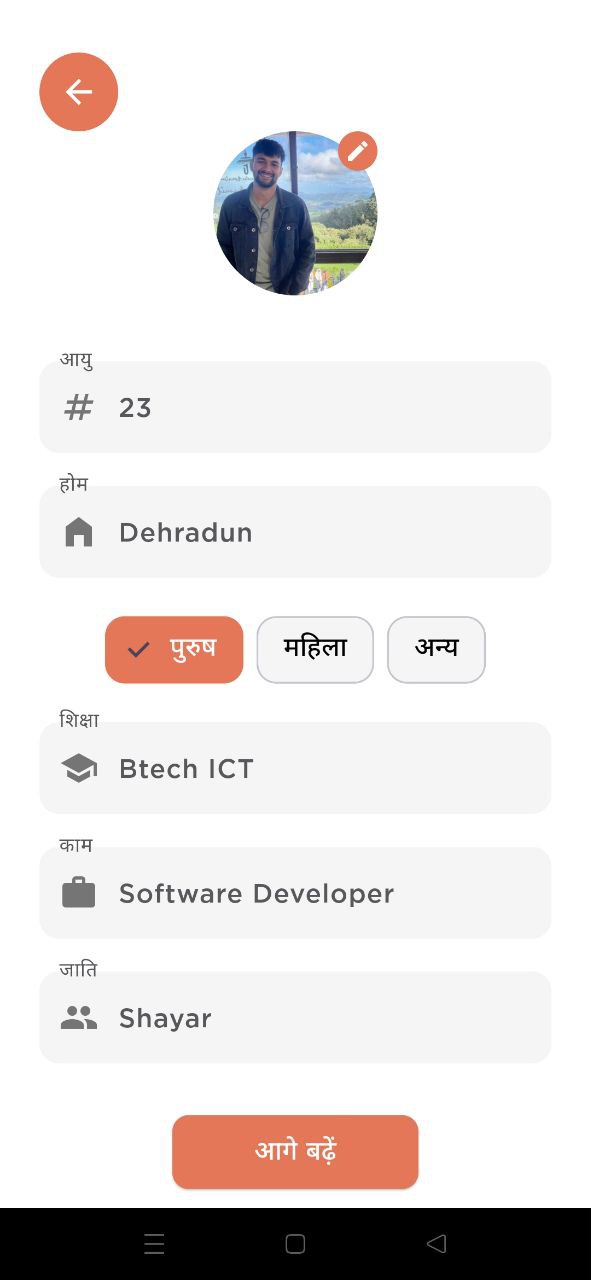 आयु
# 23
होम
Dehradun
पुरुष महिला अन्य
शिक्षा
Btech ICT
काम
Software Developer
जाति
Shayar
आगे बढ़ें